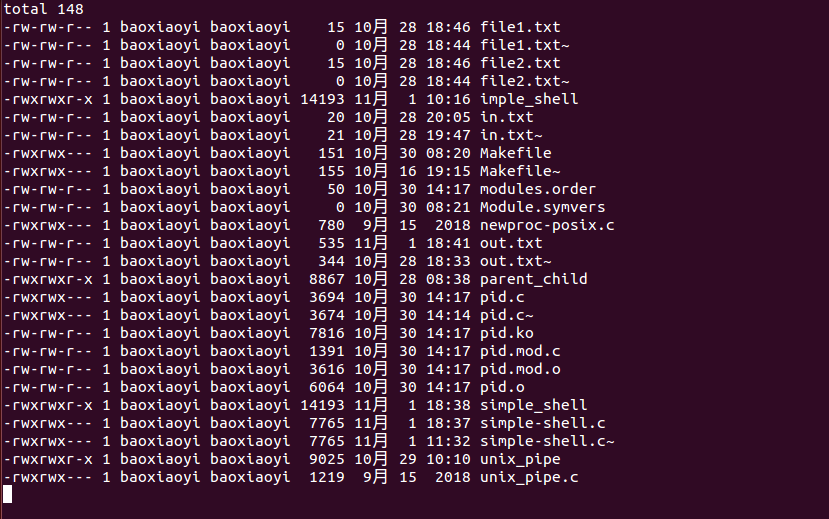 total 148
-rw-rw-r-- 1 baoxiaoyi baoxiaoyi    15 10月 28 18:46 file1.txt
-rw-rw-r-- 1 baoxiaoyi baoxiaoyi     0 10月 28 18:44 file1.txt~
-rw-rw-r-- 1 baoxiaoyi baoxiaoyi    15 10月 28 18:46 file2.txt
-rw-rw-r-- 1 baoxiaoyi baoxiaoyi     0 10月 28 18:44 file2.txt~
-rwxrwxr-x 1 baoxiaoyi baoxiaoyi 14193 11月  1 10:16 imple_shell
-rw-rw-r-- 1 baoxiaoyi baoxiaoyi    20 10月 28 20:05 in.txt
-rw-rw-r-- 1 baoxiaoyi baoxiaoyi    21 10月 28 19:47 in.txt~
-rwxrwx--- 1 baoxiaoyi baoxiaoyi   151 10月 30 08:20 Makefile
-rwxrwx--- 1 baoxiaoyi baoxiaoyi   155 10月 16 19:15 Makefile~
-rw-rw-r-- 1 baoxiaoyi baoxiaoyi    50 10月 30 14:17 modules.order
-rw-rw-r-- 1 baoxiaoyi baoxiaoyi     0 10月 30 08:21 Module.symvers
-rwxrwx--- 1 baoxiaoyi baoxiaoyi   780  9月 15  2018 newproc-posix.c
-rw-rw-r-- 1 baoxiaoyi baoxiaoyi   535 11月  1 18:41 out.txt
-rw-rw-r-- 1 baoxiaoyi baoxiaoyi   344 10月 28 18:33 out.txt~
-rwxrwxr-x 1 baoxiaoyi baoxiaoyi  8867 10月 28 08:38 parent_child
-rwxrwx--- 1 baoxiaoyi baoxiaoyi  3694 10月 30 14:17 pid.c
-rwxrwx--- 1 baoxiaoyi baoxiaoyi  3674 10月 30 14:14 pid.c~
-rw-rw-r-- 1 baoxiaoyi baoxiaoyi  7816 10月 30 14:17 pid.ko
-rw-rw-r-- 1 baoxiaoyi baoxiaoyi  1391 10月 30 14:17 pid.mod.c
-rw-rw-r-- 1 baoxiaoyi baoxiaoyi  3616 10月 30 14:17 pid.mod.o
-rw-rw-r-- 1 baoxiaoyi baoxiaoyi  6064 10月 30 14:17 pid.o
-rwxrwxr-x 1 baoxiaoyi baoxiaoyi 14193 11月  1 18:38 simple_shell
-rwxrwx--- 1 baoxiaoyi baoxiaoyi  7765 11月  1 18:37 simple-shell.c
-rwxrwx--- 1 baoxiaoyi baoxiaoyi  7765 11月  1 11:32 simple-shell.c~
-rwxrwxr-x 1 baoxiaoyi baoxiaoyi  9025 10月 29 10:10 unix_pipe
-rwxrwx--- 1 baoxiaoyi baoxiaoyi  1219  9月 15  2018 unix_pipe.c